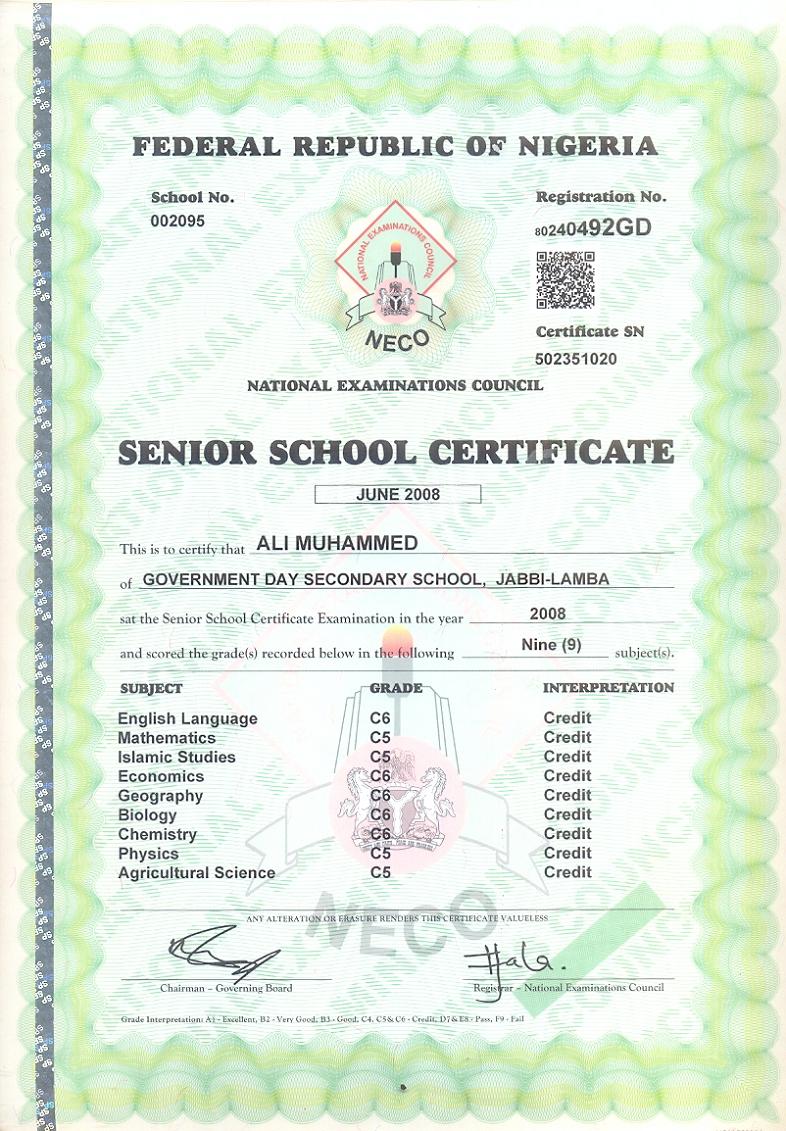 FEDERAL REPUBLIC OF NIGERIA
School No.
002095
Registration No.
80240492GD
NATIONAL EXAMINATIONS COUNCIL
NECO
Certificate SN
502351020
NATIONAL EXAMINATIONS COUNCIL
SENIOR SCHOOL CERTIFICATE
JUNE 2008
This is to certify that ALI MUHAMMED
of GOVERNMENT DAY SECONDARY SCHOOL, JABBI-LAMBA
sat the Senior School Certificate Examination in the year 2008
and scored the grade(s) recorded below in the following Nine (9) subject(s).
SUBJECT GRADE INTERPRETATION
English Language C6 Credit
Mathematics C5 Credit
Islamic Studies C5 Credit
Economics C6 Credit
Geography C6 Credit
Biology C6 Credit
Chemistry C6 Credit
Physics C5 Credit
Agricultural Science C5 Credit
NECO
ANY ALTERATION OR ERASURE RENDERS THIS CERTIFICATE VALUELESS
Chairman – Governing Board
Registrar – National Examinations Council
Grade Interpretation: A1 - Excellent, B2 - Very Good, B3 - Good, C4, C5 & C6 - Credit, D7 & E8 - Pass, F9 - Fail